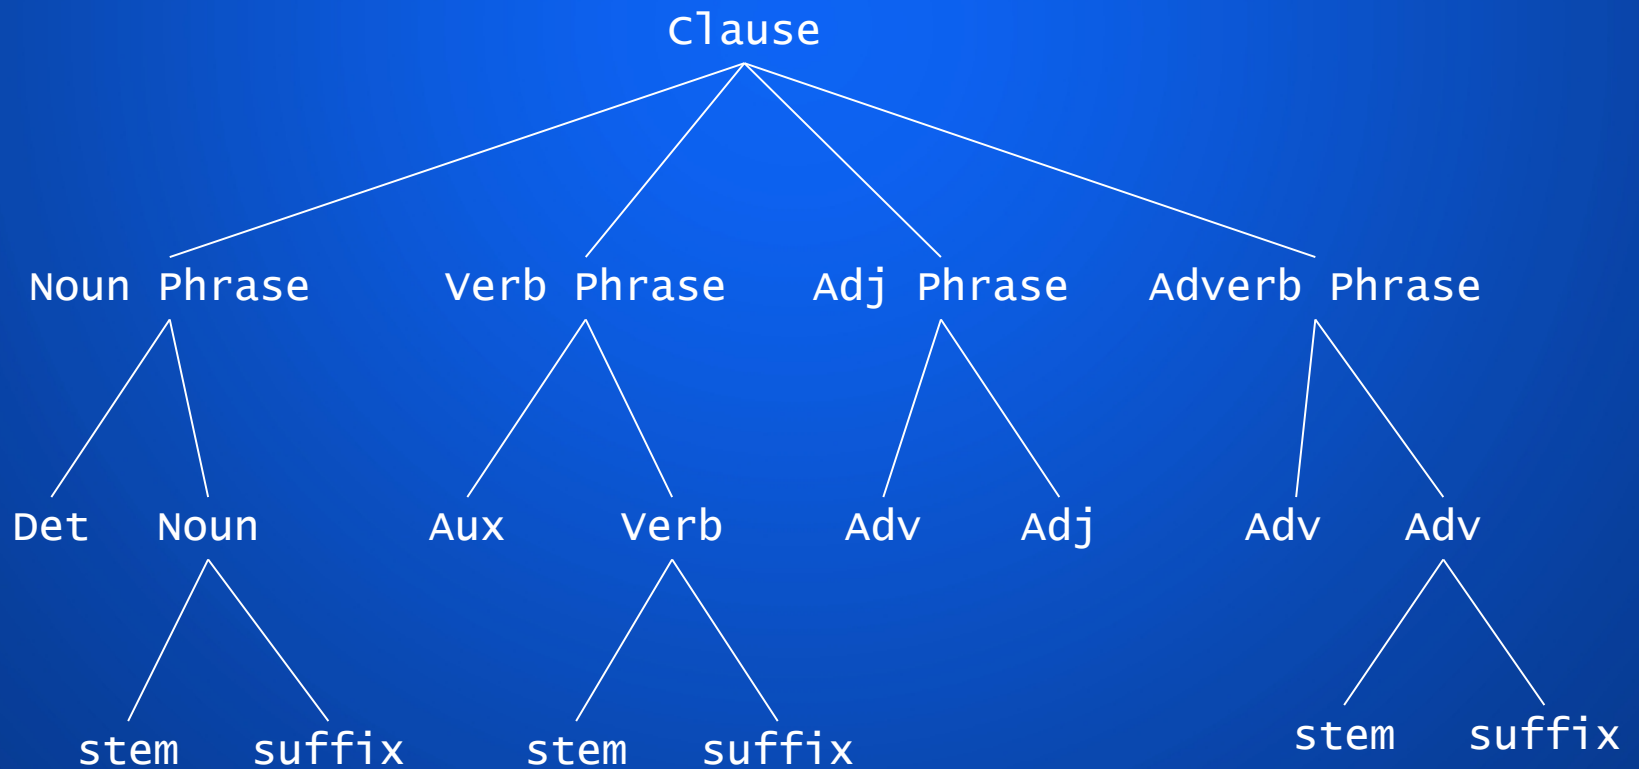 Clause
Noun Phrase Verb Phrase Adj Phrase Adverb Phrase
Det Noun Aux Verb Adv Adj Adv Adv
stem suffix stem suffix stem suffix